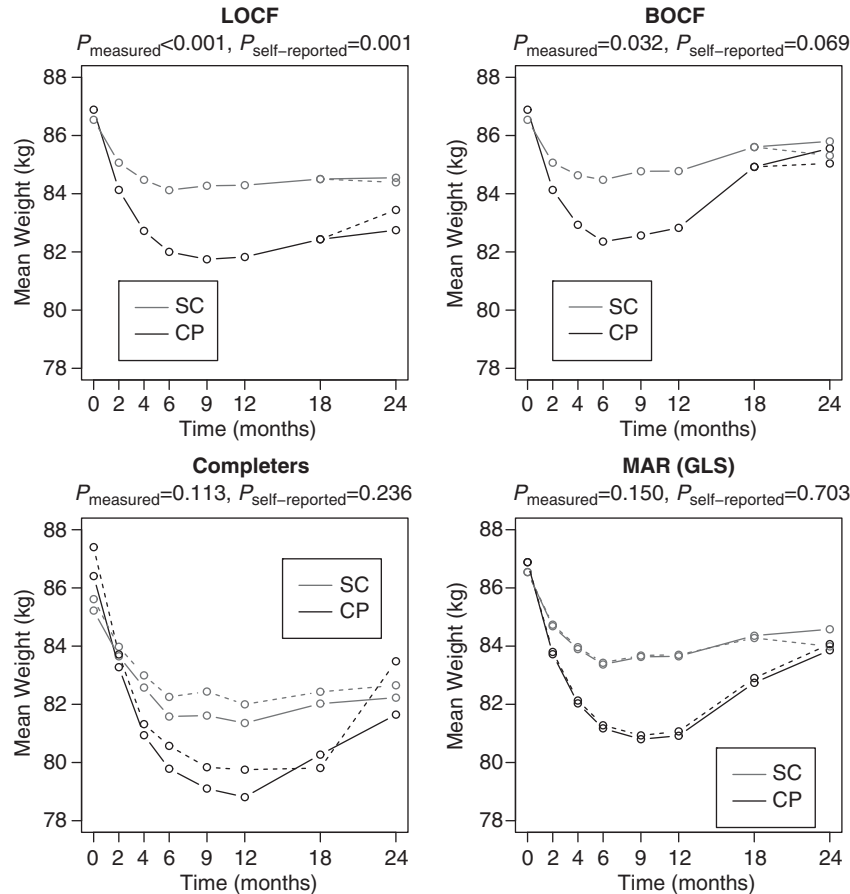 LOCF
Pmeasured<0.001, Pself−reported=0.001
Mean Weight (kg)
88
86
84
82
80
78
SC
CP
0 2 4 6 9 12 18 24
Time (months)
BOCF
Pmeasured=0.032, Pself−reported=0.069
Mean Weight (kg)
88
86
84
82
80
78
SC
CP
0 2 4 6 9 12 18 24
Time (months)
Completers
Pmeasured=0.113, Pself−reported=0.236
Mean Weight (kg)
88
86
84
82
80
78
SC
CP
0 2 4 6 9 12 18 24
Time (months)
MAR (GLS)
Pmeasured=0.150, Pself−reported=0.703
Mean Weight (kg)
88
86
84
82
80
78
SC
CP
0 2 4 6 9 12 18 24
Time (months)